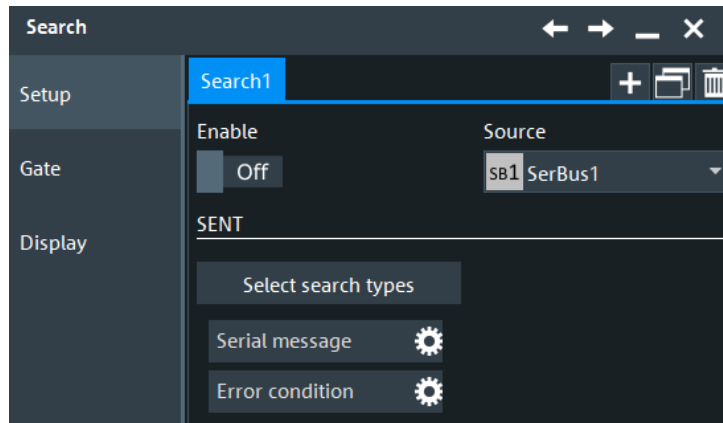 Search
Setup
Gate
Display
Search1
Enable
Off
Source
SB1 SerBus1
SENT
Select search types
Serial message
Error condition